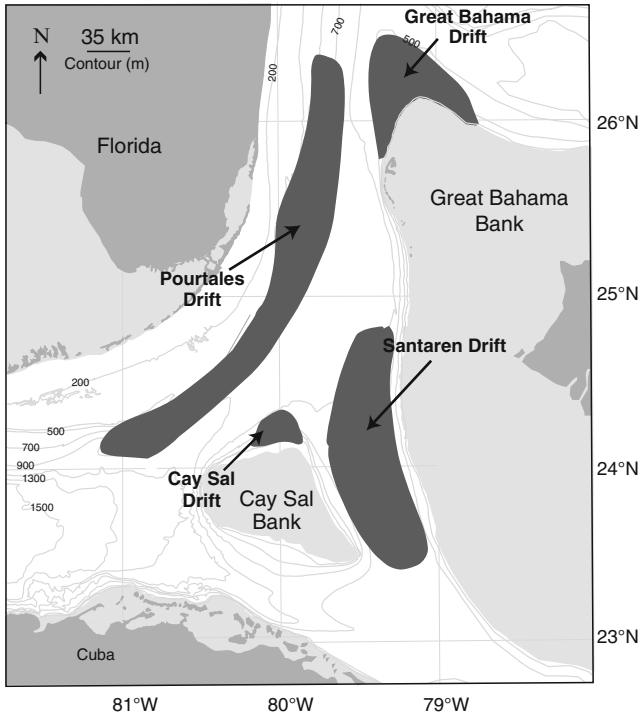 Great Bahama
Drift
N
35 km
Contour (m)
200
700
500
Florida
26°N
Great Bahama
Bank
Pourtales
Drift
25°N
Santaren Drift
200
500
700
900
1300
1500
Cay Sal
Drift
Cay Sal
Bank
24°N
23°N
Cuba
81°W
80°W
79°W